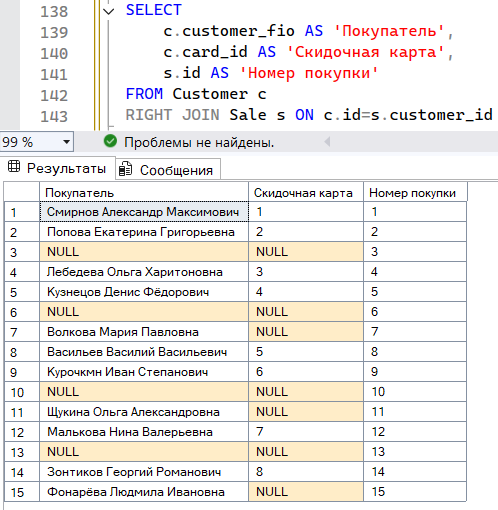 138 SELECT
139 c.customer_fio AS 'Покупатель',
140 c.card_id AS 'Скидочная карта',
141 s.id AS 'Номер покупки'
142 FROM Customer c
143 RIGHT JOIN Sale s ON c.id=s.customer_id
99 % Проблемы не найдены.
Результаты Сообщения
Покупатель Скидочная карта Номер покупки
1 Смирнов Александр Максимович 1 1
2 Попова Екатерина Григорьевна 2 2
3 NULL NULL 3
4 Лебедева Ольга Харитоновна 3 4
5 Кузнецов Денис Фёдорович 4 5
6 NULL NULL 6
7 Волкова Мария Павловна NULL 7
8 Васильев Василий Васильевич 5 8
9 Курочкмн Иван Степанович 6 9
10 NULL NULL 10
11 Щукина Ольга Александровна NULL 11
12 Малькова Нина Валерьевна 7 12
13 NULL NULL 13
14 Зонтиков Георгий Романович 8 14
15 Фонарёва Людмила Ивановна NULL 15